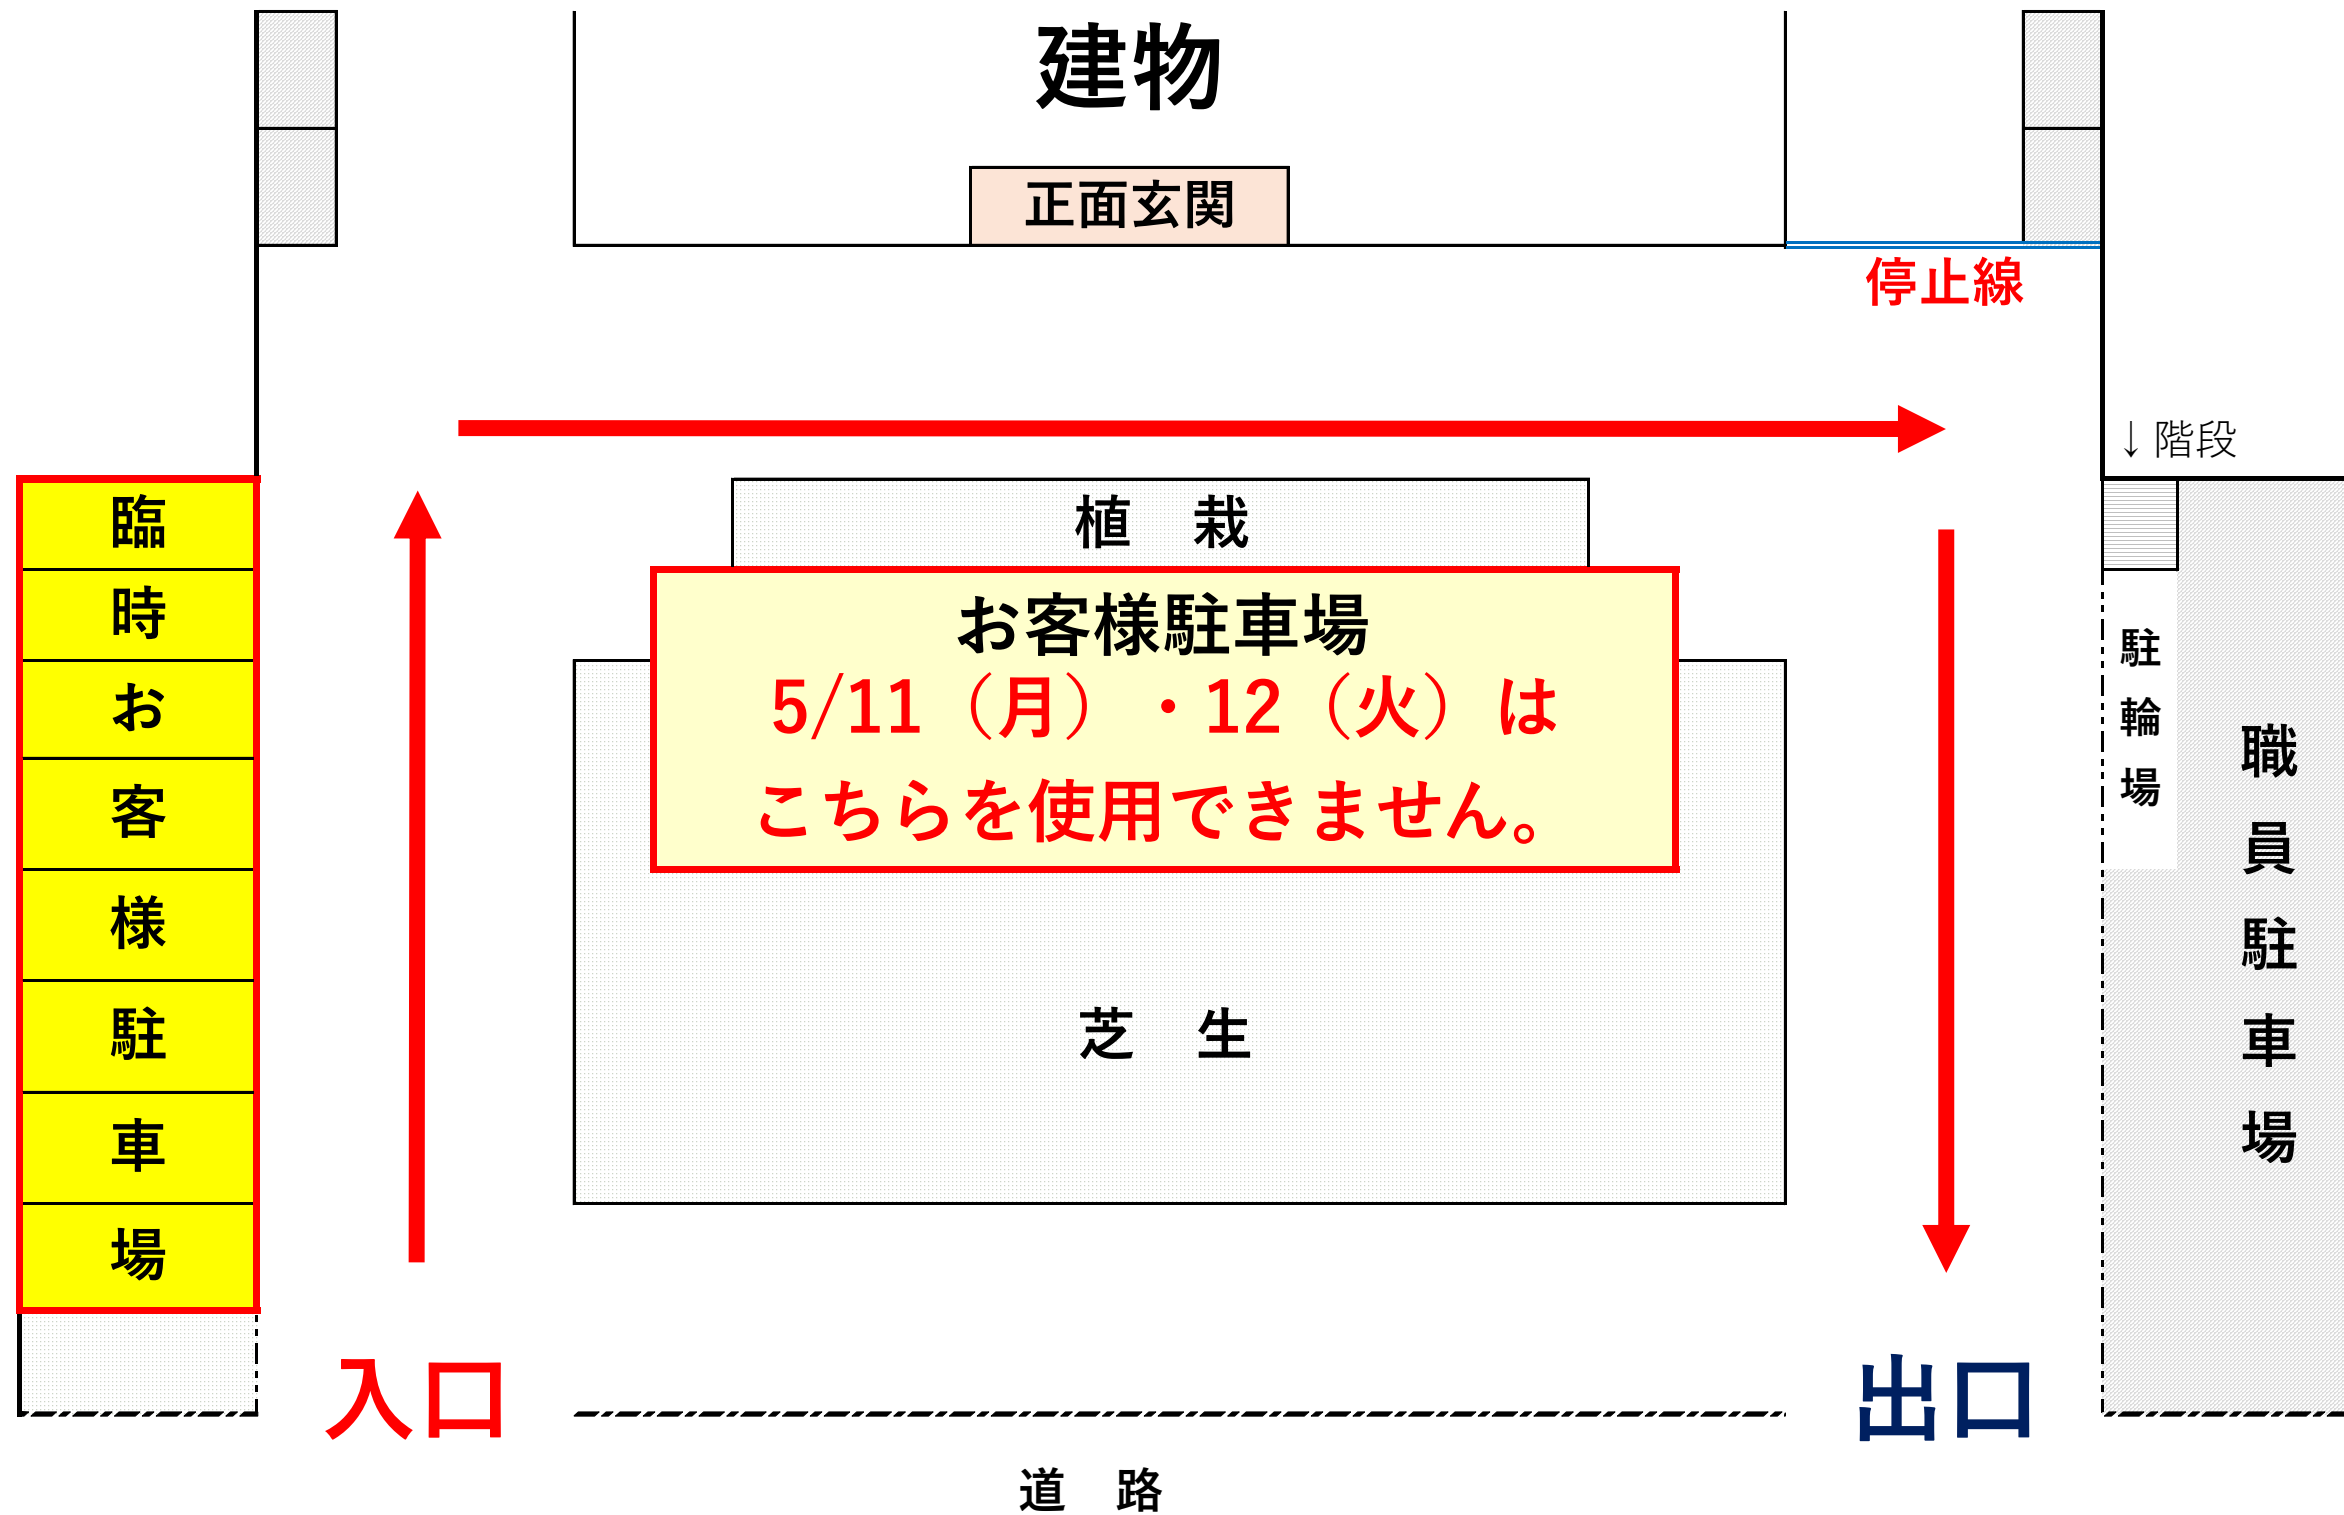 建物
正面玄関
停止線
↓階段
植　栽
お客様駐車場
5/11（月）・12（火）は
こちらを使用できません。
臨時お客様駐車場
芝　生
駐輪場
職員駐車場
入口
出口
道　路